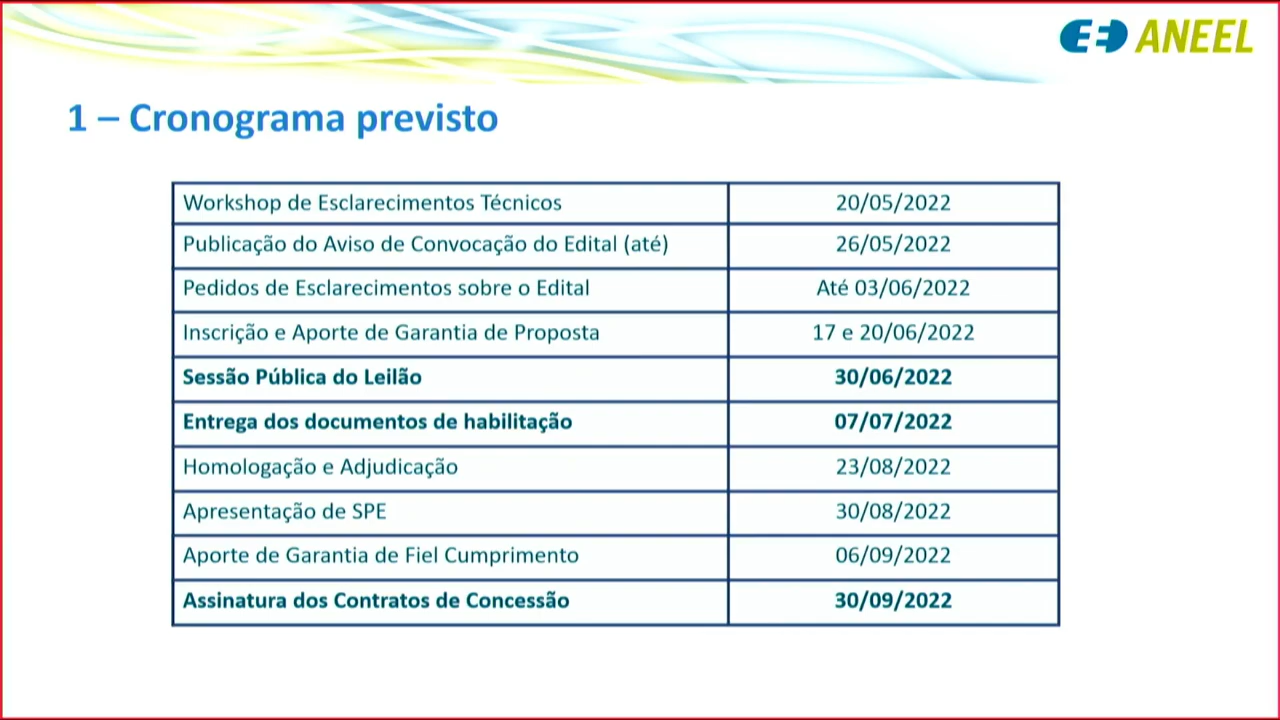 ANEEL
1 – Cronograma previsto
Workshop de Esclarecimentos Técnicos 20/05/2022
Publicação do Aviso de Convocação do Edital (até) 26/05/2022
Pedidos de Esclarecimentos sobre o Edital Até 03/06/2022
Inscrição e Aporte de Garantia de Proposta 17 e 20/06/2022
Sessão Pública do Leilão 30/06/2022
Entrega dos documentos de habilitação 07/07/2022
Homologação e Adjudicação 23/08/2022
Apresentação de SPE 30/08/2022
Aporte de Garantia de Fiel Cumprimento 06/09/2022
Assinatura dos Contratos de Concessão 30/09/2022